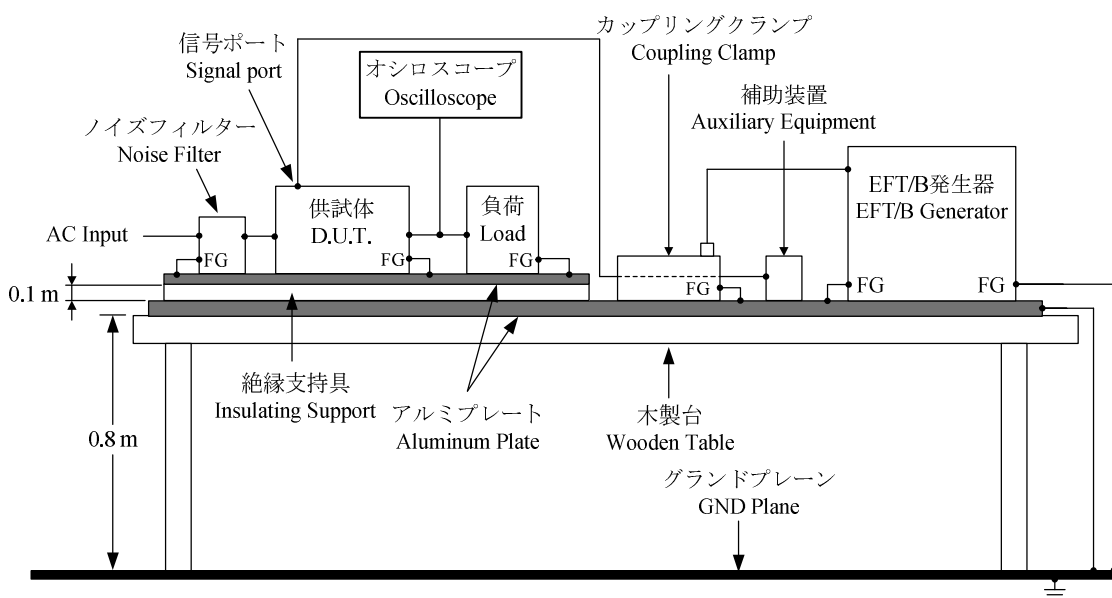 カップリングクランプ
Coupling Clamp
信号ポート
Signal port
オシロスコープ
Oscilloscope
補助装置
Auxiliary Equipment
ノイズフィルター
Noise Filter
EFT/B発生器
EFT/B Generator
供試体
D.U.T.
負荷
Load
AC Input
FG
FG
FG
FG
FG
FG
0.1 m
絶縁支持具
Insulating Support
アルミプレート
Aluminum Plate
木製台
Wooden Table
0.8 m
グランドプレーン
GND Plane